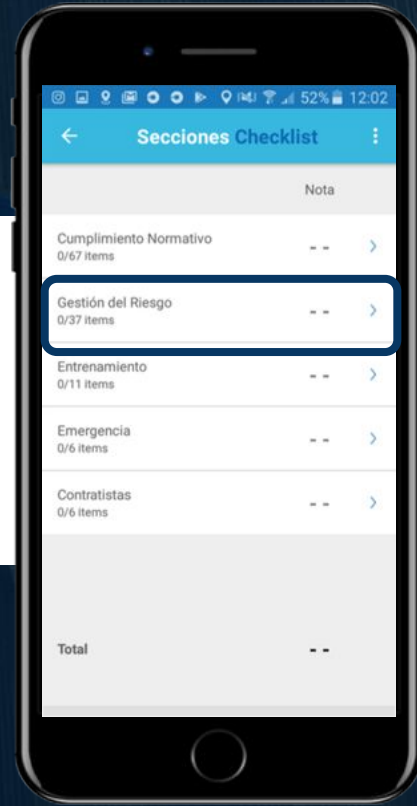 52% 12:02
Secciones Checklist
Nota
Cumplimiento Normativo - -
0/67 items
Gestión del Riesgo - -
0/37 items
Entrenamiento - -
0/11 items
Emergencia - -
0/6 items
Contratistas - -
0/6 items
Total - -